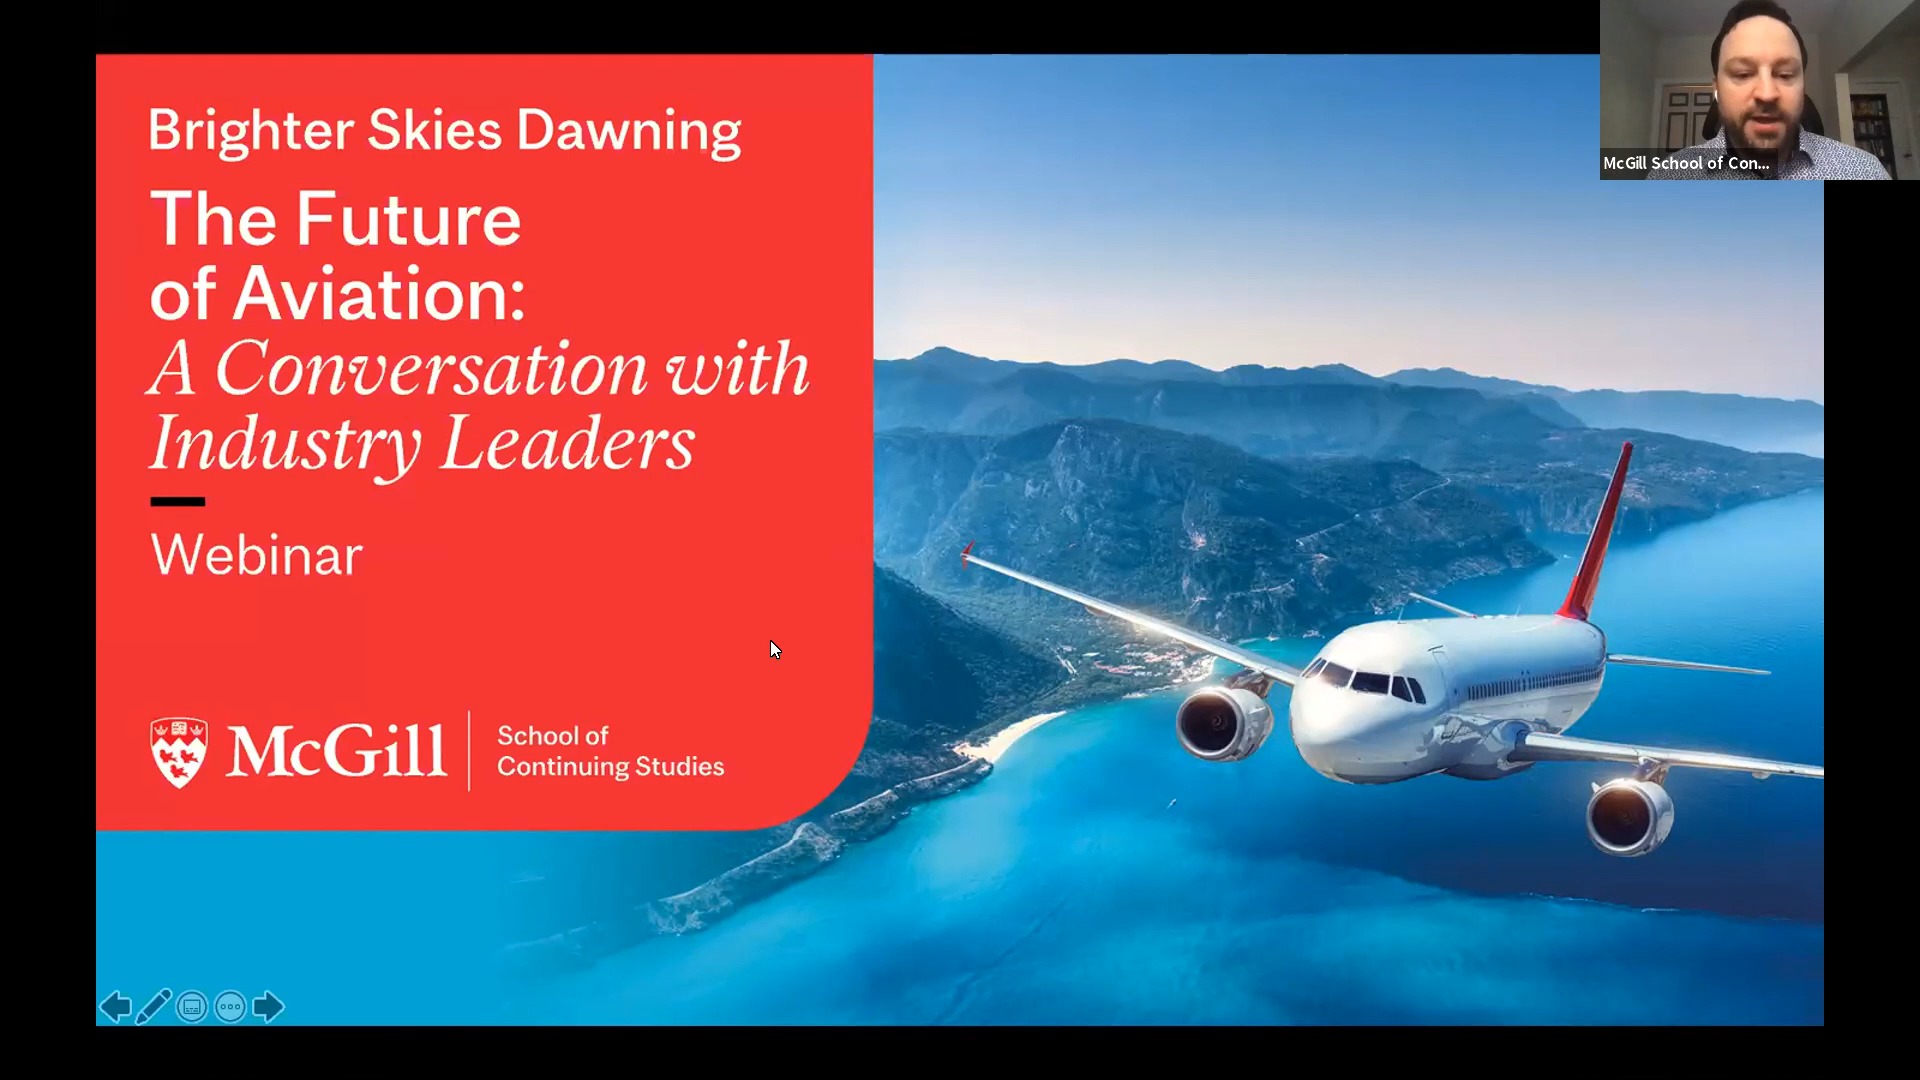 Brighter Skies Dawning
The Future
of Aviation:
A Conversation with
Industry Leaders
Webinar
McGill
School of
Continuing Studies
McGill School of Con...